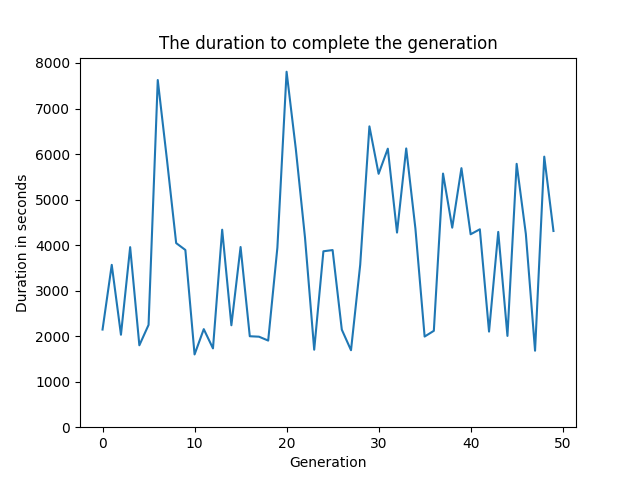 The duration to complete the generation
Duration in seconds
8000
7000
6000
5000
4000
3000
2000
1000
0
0 10 20 30 40 50
Generation